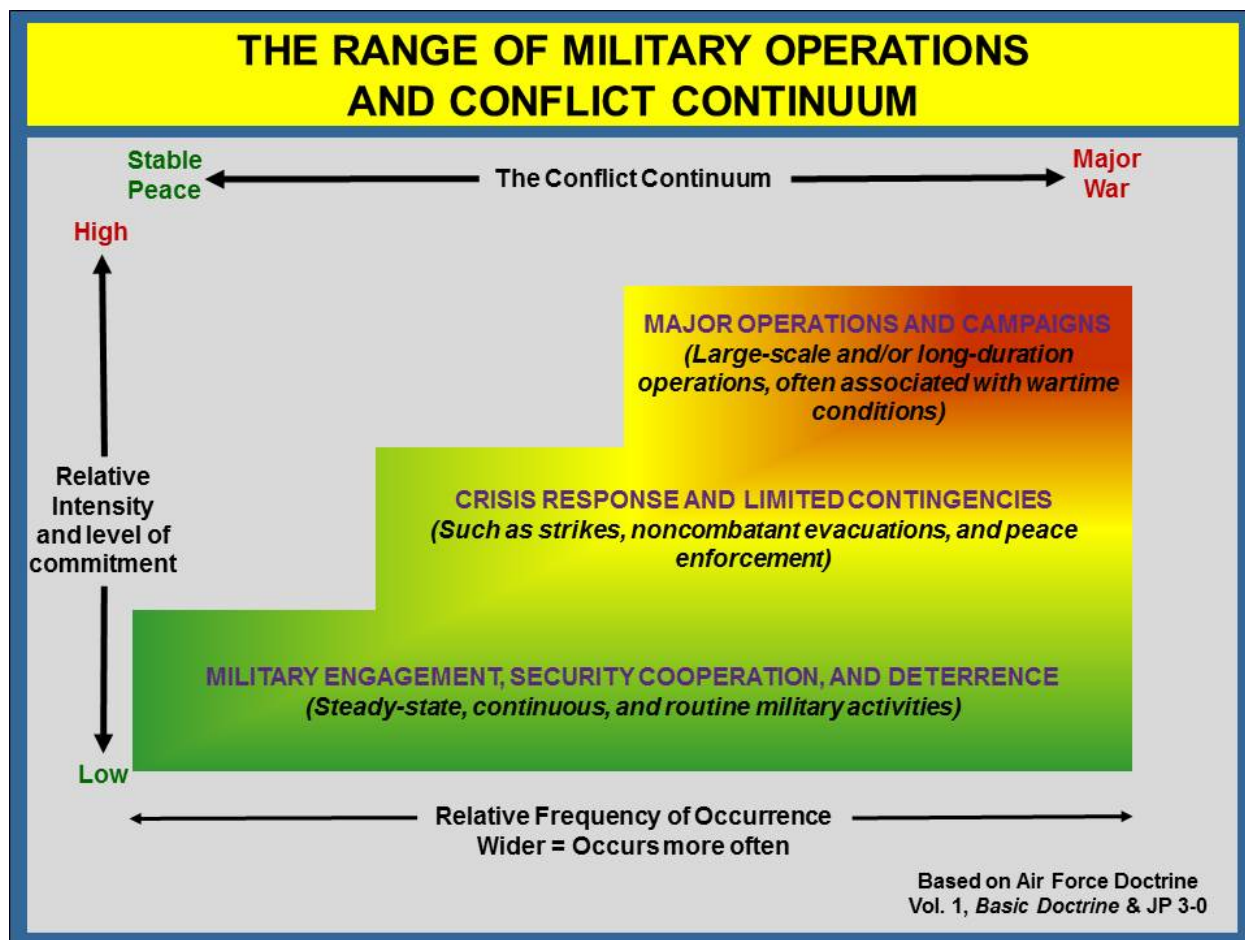 THE RANGE OF MILITARY OPERATIONS
AND CONFLICT CONTINUUM
Stable
Peace
The Conflict Continuum
Major
War
High
MAJOR OPERATIONS AND CAMPAIGNS
(Large-scale and/or long-duration
operations, often associated with wartime
conditions)
Relative
Intensity
and level of
commitment
CRISIS RESPONSE AND LIMITED CONTINGENCIES
(Such as strikes, noncombatant evacuations, and peace
enforcement)
MILITARY ENGAGEMENT, SECURITY COOPERATION, AND DETERRENCE
(Steady-state, continuous, and routine military activities)
Low
Relative Frequency of Occurrence
Wider = Occurs more often
Based on Air Force Doctrine
Vol. 1, Basic Doctrine & JP 3-0